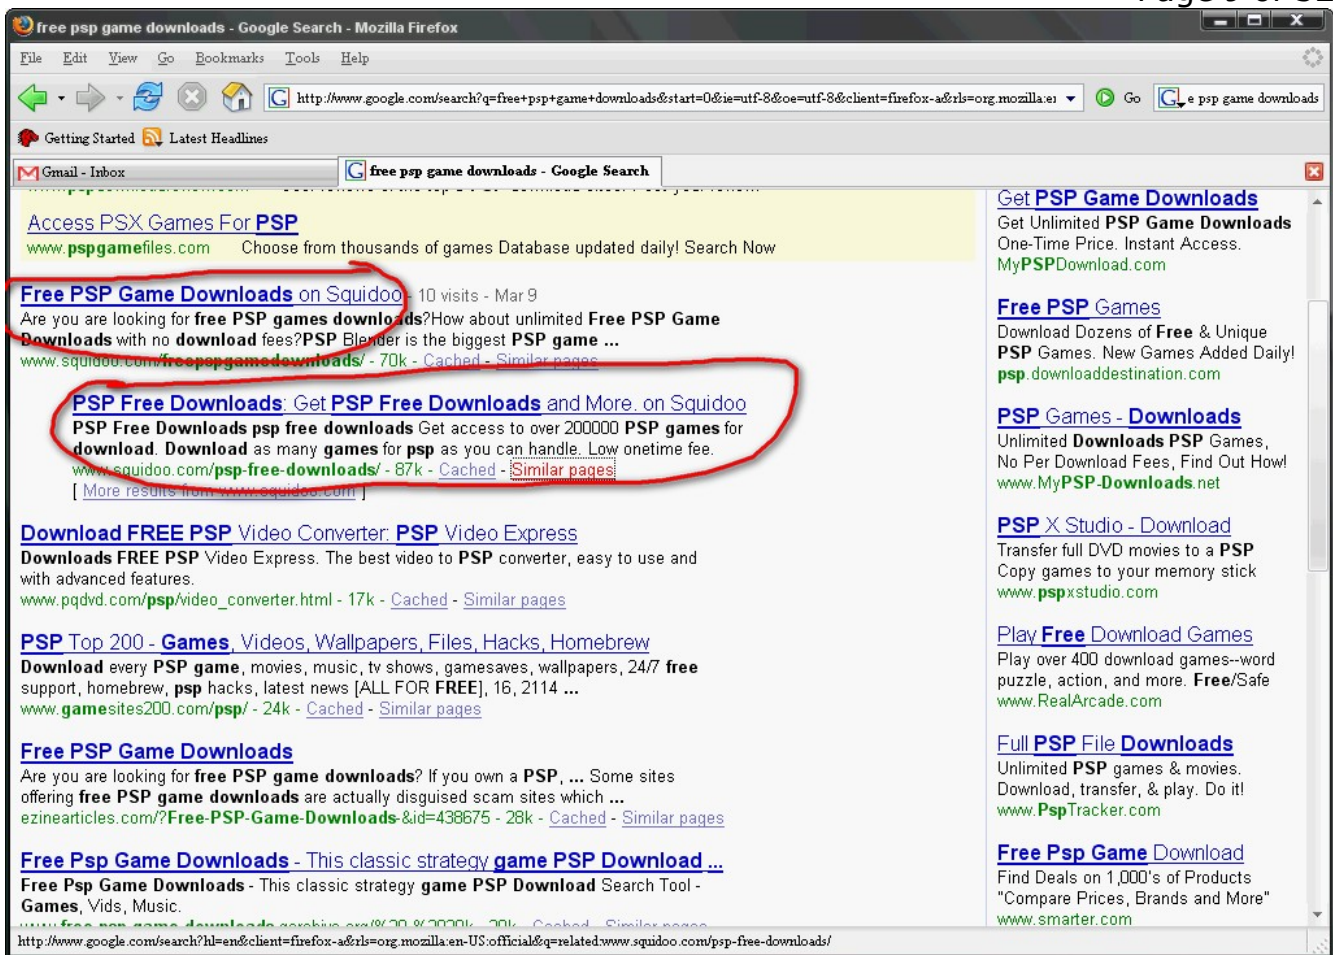 free psp game downloads - Google Search - Mozilla Firefox
File Edit View Go Bookmarks Tools Help
http://www.google.com/search?q=free+psp+game+downloads&start=0&ie=utf-8&oe=utf-8&client=firefox-a&rls=org.mozilla:e Go e psp game downloads
Getting Started Latest Headlines
Gmail - Inbox free psp game downloads - Google Search
Access PSX Games For PSP
www.pspgamefiles.com Choose from thousands of games Database updated daily! Search Now
Free PSP Game Downloads on Squidoo - 10 visits - Mar 9
Are you are looking for free PSP games downloads?How about unlimited Free PSP Game
Downloads with no download fees?PSP Blender is the biggest PSP game ...
www.squidoo.com/freepspgamedownloads/ - 70k - Cached - Similar pages
PSP Free Downloads: Get PSP Free Downloads and More. on Squidoo
PSP Free Downloads psp free downloads Get access to over 200000 PSP games for
download. Download as many games for psp as you can handle. Low onetime fee.
www.squidoo.com/psp-free-downloads/ - 87k - Cached - Similar pages
[ More results from www.squidoo.com ]
Download FREE PSP Video Converter: PSP Video Express
Downloads FREE PSP Video Express. The best video to PSP converter, easy to use and
with advanced features.
www.pqdvd.com/psp/video_converter.html - 17k - Cached - Similar pages
PSP Top 200 - Games, Videos, Wallpapers, Files, Hacks, Homebrew
Download every PSP game, movies, music, tv shows, gamesaves, wallpapers, 24/7 free
support, homebrew, psp hacks, latest news [ALL FOR FREE], 16, 2114 ...
www.gamesites200.com/psp/ - 24k - Cached - Similar pages
Free PSP Game Downloads
Are you are looking for free PSP game downloads? If you own a PSP, ... Some sites
offering free PSP game downloads are actually disguised scam sites which ...
ezinearticles.com/?Free-PSP-Game-Downloads-&id=438675 - 28k - Cached - Similar pages
Free Psp Game Downloads - This classic strategy game PSP Download ...
Free Psp Game Downloads - This classic strategy game PSP Download Search Tool -
Games, Vids, Music.
Get PSP Game Downloads
Get Unlimited PSP Game Downloads
One-Time Price. Instant Access.
MyPSPDownload.com
Free PSP Games
Download Dozens of Free & Unique
PSP Games. New Games Added Daily!
psp.downloaddestination.com
PSP Games - Downloads
Unlimited Downloads PSP Games,
No Per Download Fees, Find Out How!
www.MyPSP-Downloads.net
PSP X Studio - Download
Transfer full DVD movies to a PSP
Copy games to your memory stick
www.pspxstudio.com
Play Free Download Games
Play over 400 download games--word
puzzle, action, and more. Free/Safe
www.RealArcade.com
Full PSP File Downloads
Unlimited PSP games & movies.
Download, transfer, & play. Do it!
www.PspTracker.com
Free Psp Game Download
Find Deals on 1,000's of Products
"Compare Prices, Brands and More"
www.smarter.com
http://www.google.com/search?hl=en&client=firefox-a&rls=org.mozilla:en-US:official&q=related:www.squidoo.com/psp-free-downloads/